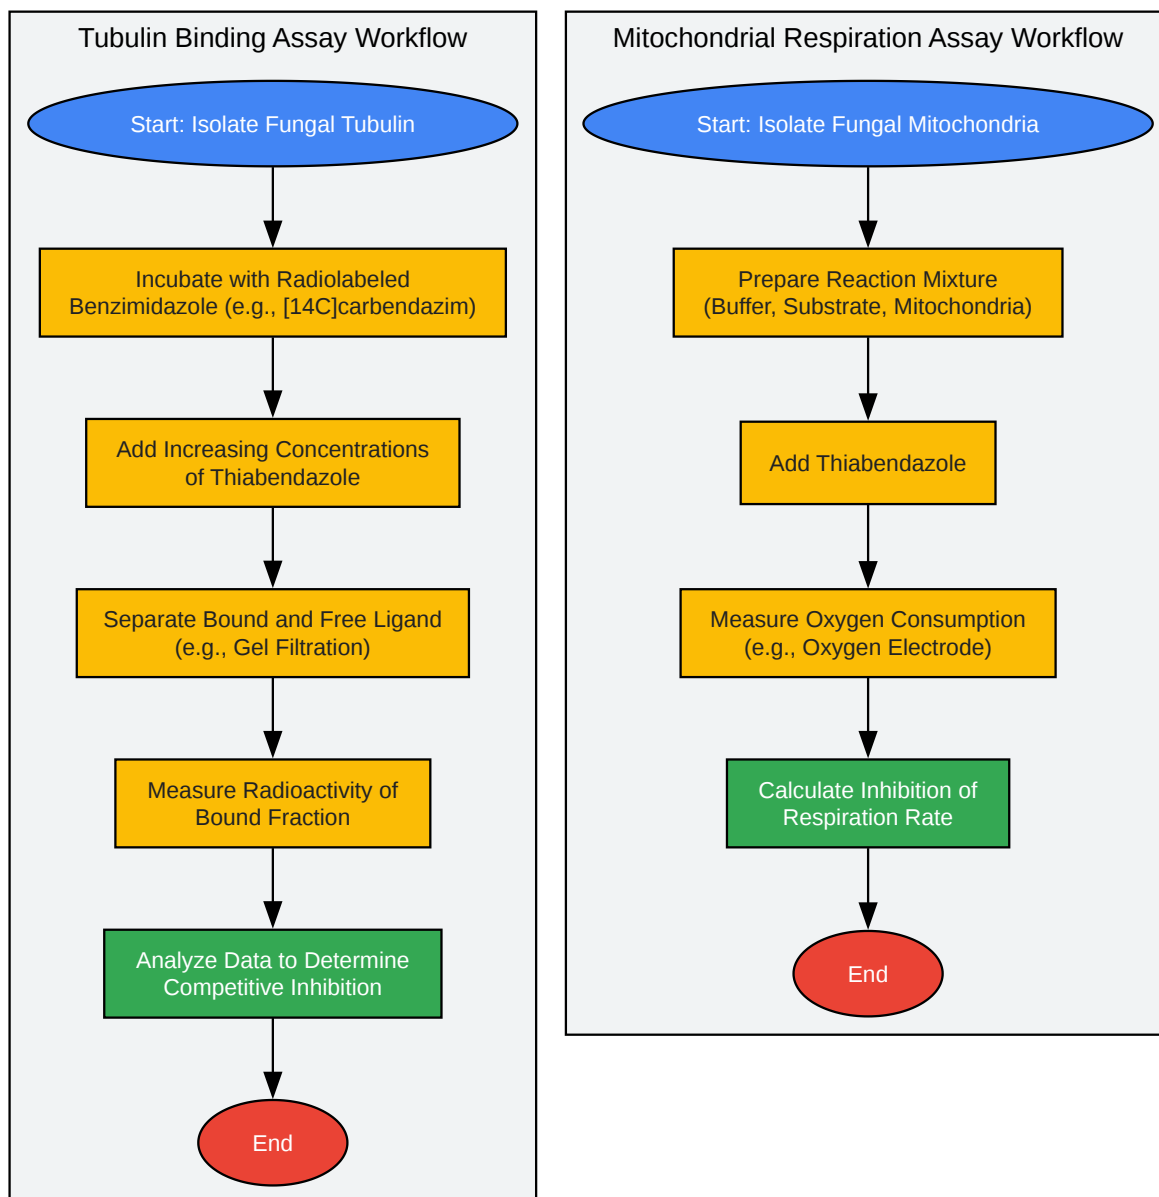 Tubulin Binding Assay Workflow
Start: Isolate Fungal Tubulin
Incubate with Radiolabeled
Benzimidazole (e.g., [14C]carbendazim)
Add Increasing Concentrations
of Thiabendazole
Separate Bound and Free Ligand
(e.g., Gel Filtration)
Measure Radioactivity of
Bound Fraction
Analyze Data to Determine
Competitive Inhibition
End
Mitochondrial Respiration Assay Workflow
Start: Isolate Fungal Mitochondria
Prepare Reaction Mixture
(Buffer, Substrate, Mitochondria)
Add Thiabendazole
Measure Oxygen Consumption
(e.g., Oxygen Electrode)
Calculate Inhibition of
Respiration Rate
End